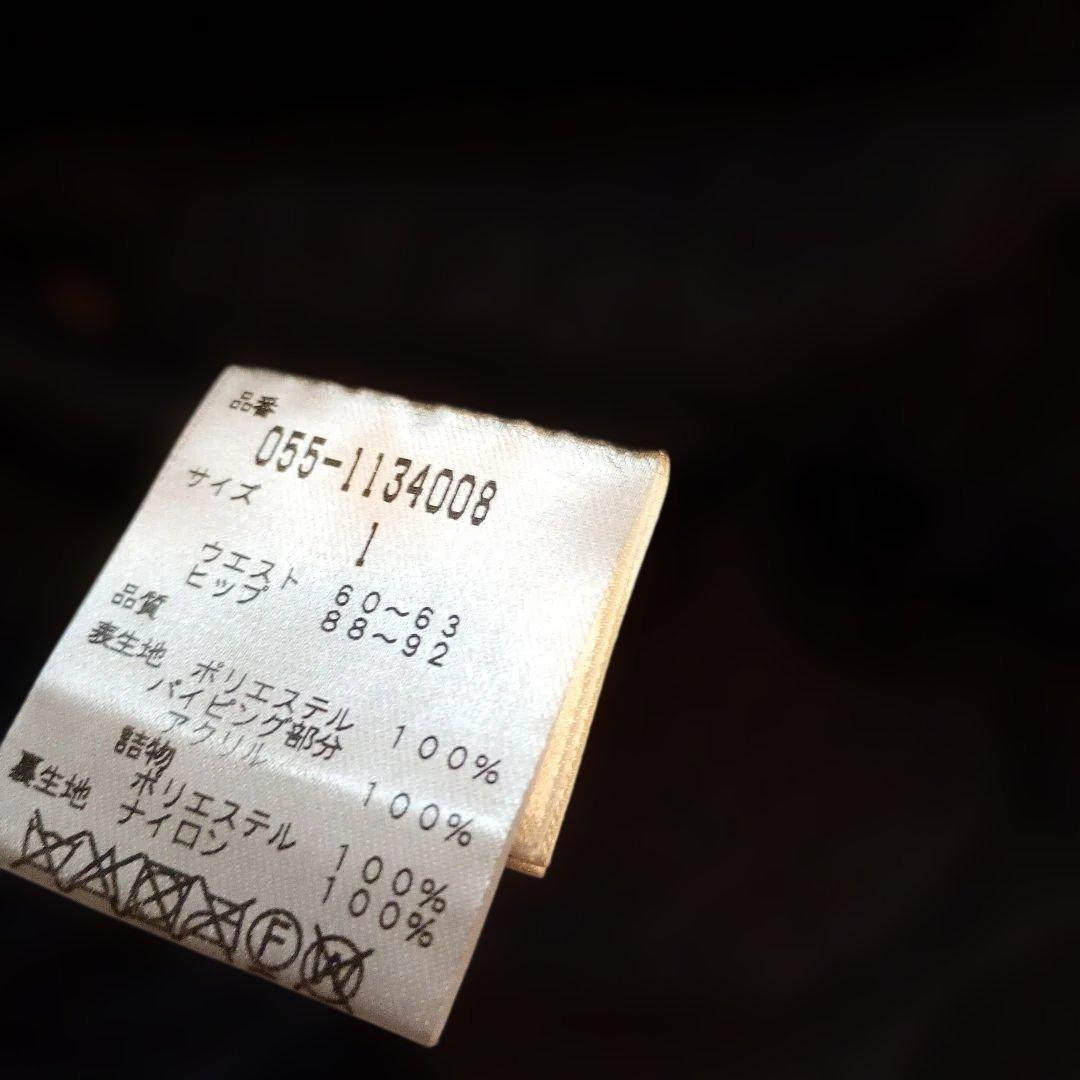 品番
055-1134008
サイズ
1
ウエスト 60~63
ヒップ 88~92
品質
表生地 ポリエステル 100%
パイピング部分
アクリル 100%
詰物
ポリエステル 100%
裏生地 ナイロン 100%
F
W